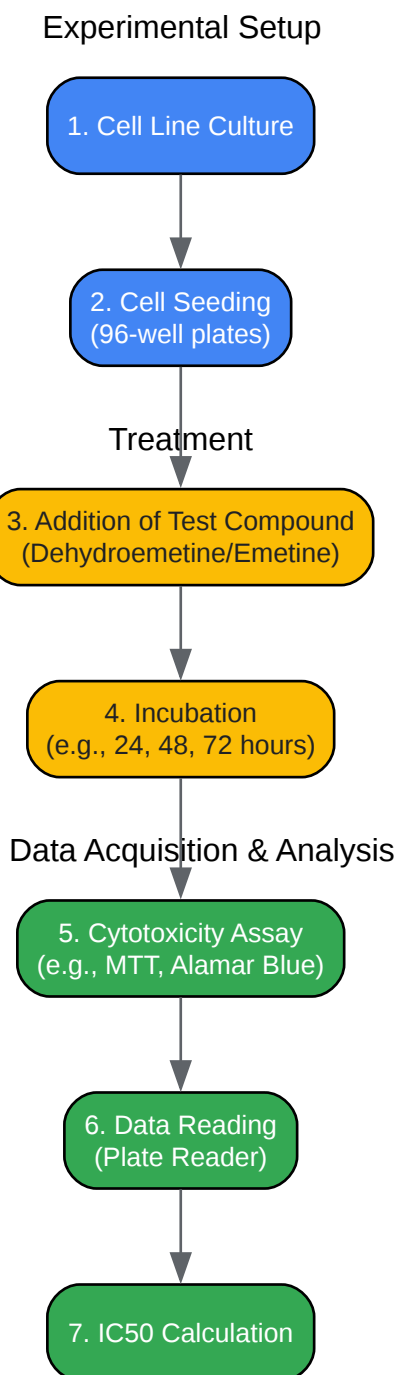 Experimental Setup
1. Cell Line Culture
2. Cell Seeding
(96-well plates)
Treatment
3. Addition of Test Compound
(Dehydroemetine/Emetine)
4. Incubation
(e.g., 24, 48, 72 hours)
Data Acquisition & Analysis
5. Cytotoxicity Assay
(e.g., MTT, Alamar Blue)
6. Data Reading
(Plate Reader)
7. IC50 Calculation